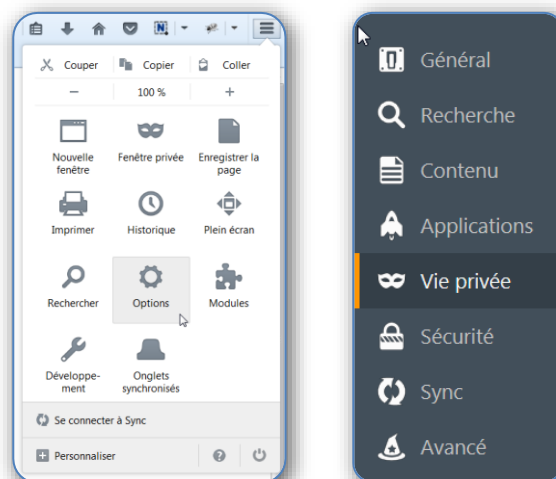 Couper Copier Coller
− 100 % +
Nouvelle fenêtre
Fenêtre privée
Enregistrer la page
Imprimer
Historique
Plein écran
Rechercher
Options
Modules
Développe-
ment
Onglets
synchronisés
Se connecter à Sync
Personnaliser
Général
Recherche
Contenu
Applications
Vie privée
Sécurité
Sync
Avancé